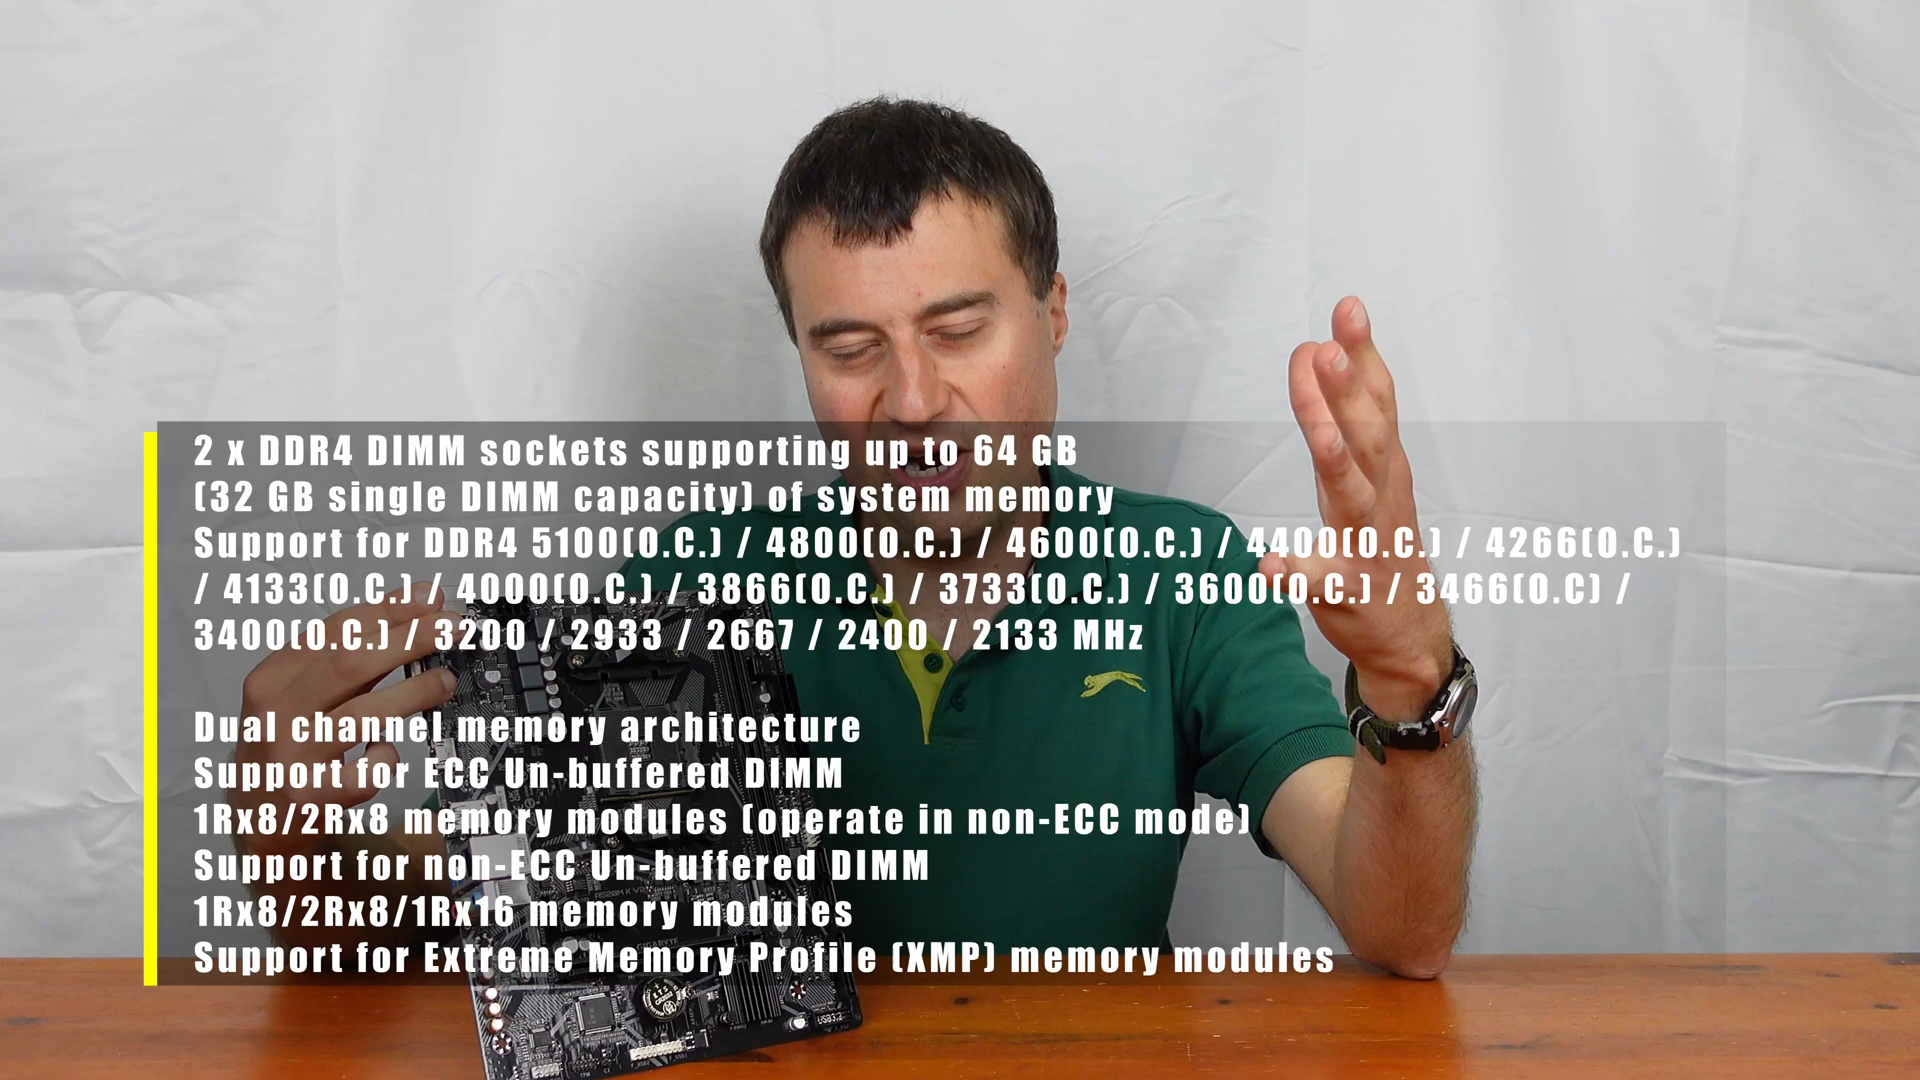 2 x DDR4 DIMM sockets supporting up to 64 GB
(32 GB single DIMM capacity) of system memory
Support for DDR4 5100(O.C.) / 4800(O.C.) / 4600(O.C.) / 4400(O.C.) / 4266(O.C.)
/ 4133(O.C.) / 4000(O.C.) / 3866(O.C.) / 3733(O.C.) / 3600(O.C.) / 3466(O.C) /
3400(O.C.) / 3200 / 2933 / 2667 / 2400 / 2133 MHz
Dual channel memory architecture
Support for ECC Un-buffered DIMM
1Rx8/2Rx8 memory modules (operate in non-ECC mode)
Support for non-ECC Un-buffered DIMM
1Rx8/2Rx8/1Rx16 memory modules
Support for Extreme Memory Profile (XMP) memory modules
GIGABYTE